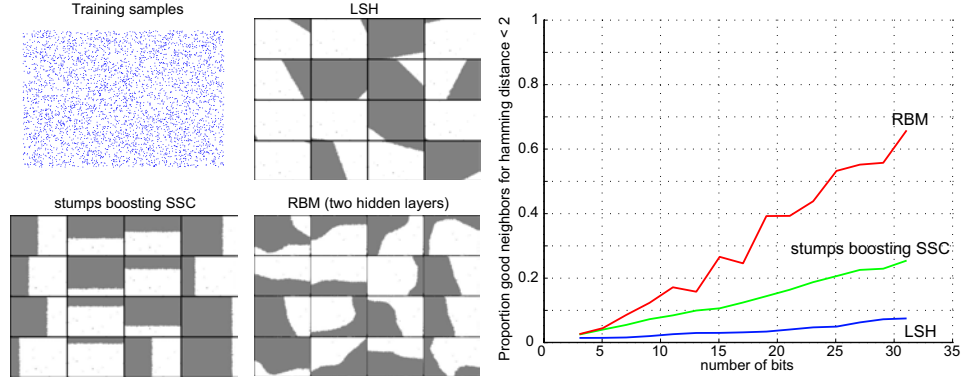 Training samples
LSH
stumps boosting SSC
RBM (two hidden layers)
Proportion good neighbors for hamming distance < 2
1
0.8
0.6
0.4
0.2
0
RBM
stumps boosting SSC
LSH
0 5 10 15 20 25 30 35
number of bits